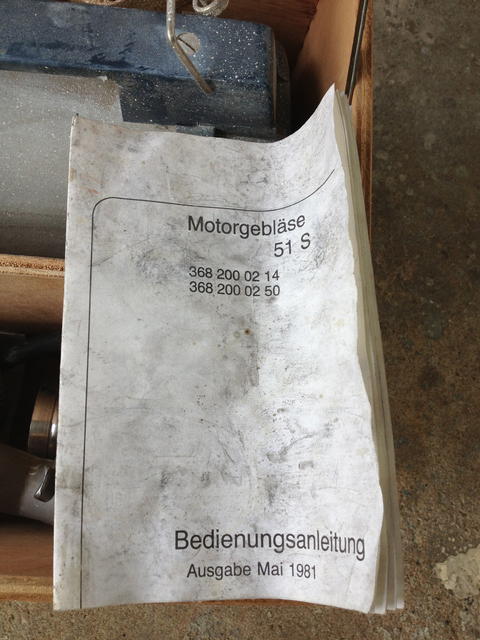 Motorgebläse
51 S
368 200 02 14
368 200 02 50
Bedienungsanleitung
Ausgabe Mai 1981